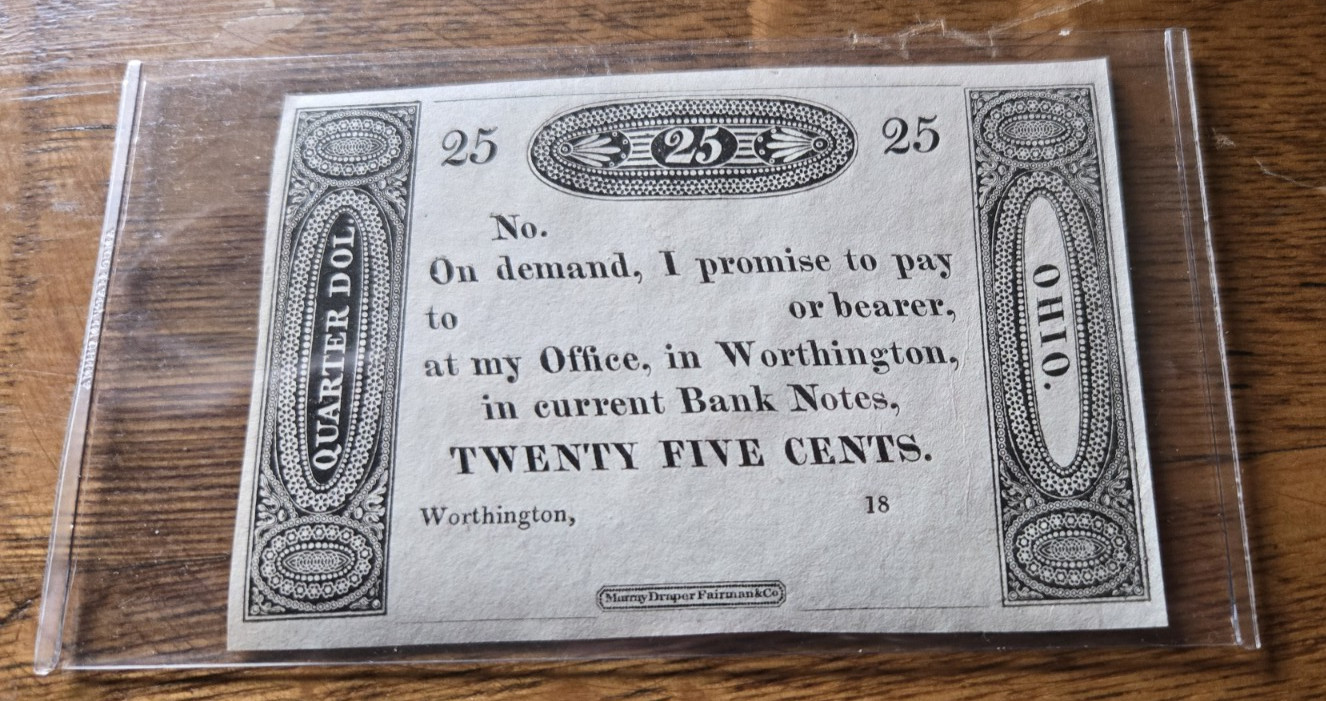 25 25 25
No.
On demand, I promise to pay
to or bearer,
at my Office, in Worthington,
in current Bank Notes,
TWENTY FIVE CENTS.
Worthington, 18
Murray Draper Fairman&Co
QUARTER DOL.
OHIO.